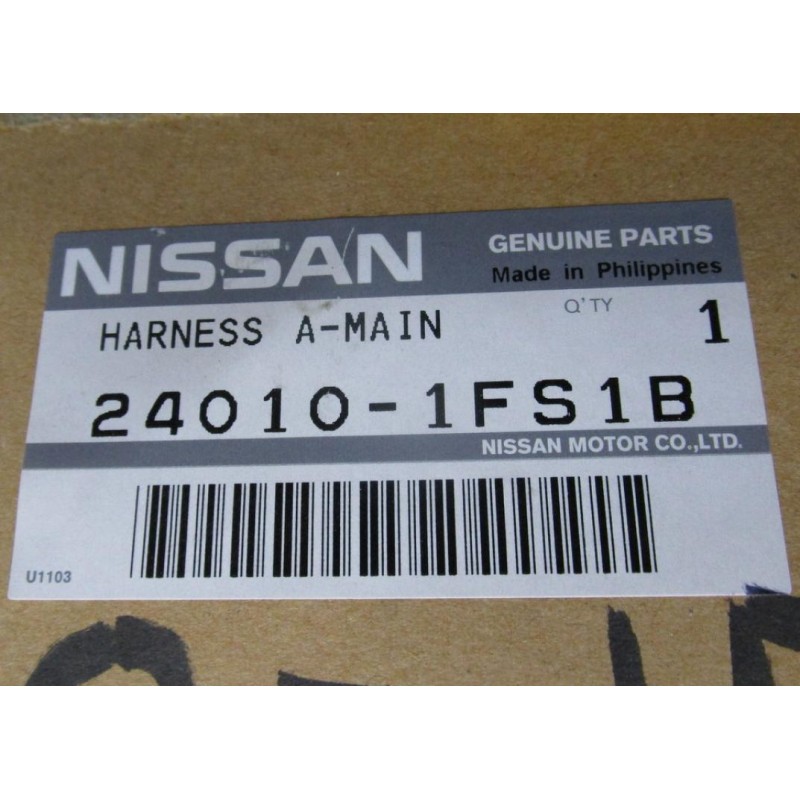 NISSAN
GENUINE PARTS
Made in Philippines
HARNESS A-MAIN
Q'TY 1
24010-1FS1B
NISSAN MOTOR CO.,LTD.
U1103